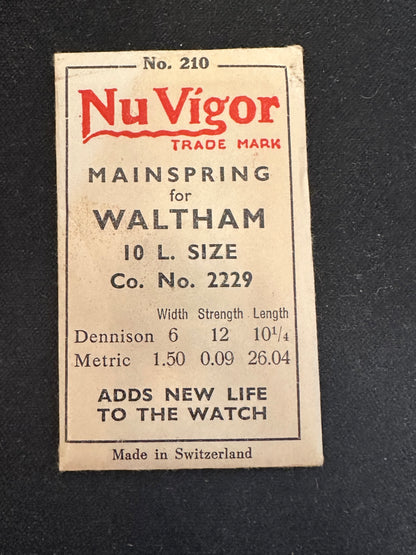 No. 210
Nu Vigor
TRADE MARK
MAINSPRING
for
WALTHAM
10 L. SIZE
Co. No. 2229
Width Strength Length
Dennison 6 12 10¼
Metric 1.50 0.09 26.04
ADDS NEW LIFE
TO THE WATCH
Made in Switzerland